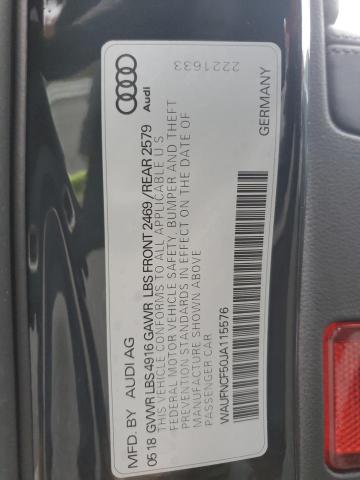 MFD. BY AUDI AG
Audi
05.18 GVWR LBS 4916 GAWR LBS FRONT 2469 /REAR 2579
THIS VEHICLE CONFORMS TO ALL APPLICABLE U S
FEDERAL MOTOR VEHICLE SAFETY, BUMPER AND THEFT
PREVENTION STANDARDS IN EFFECT ON THE DATE OF
MANUFACTURE SHOWN ABOVE
PASSENGER CAR
WAUFNCF50JA115576
2221633
GERMANY